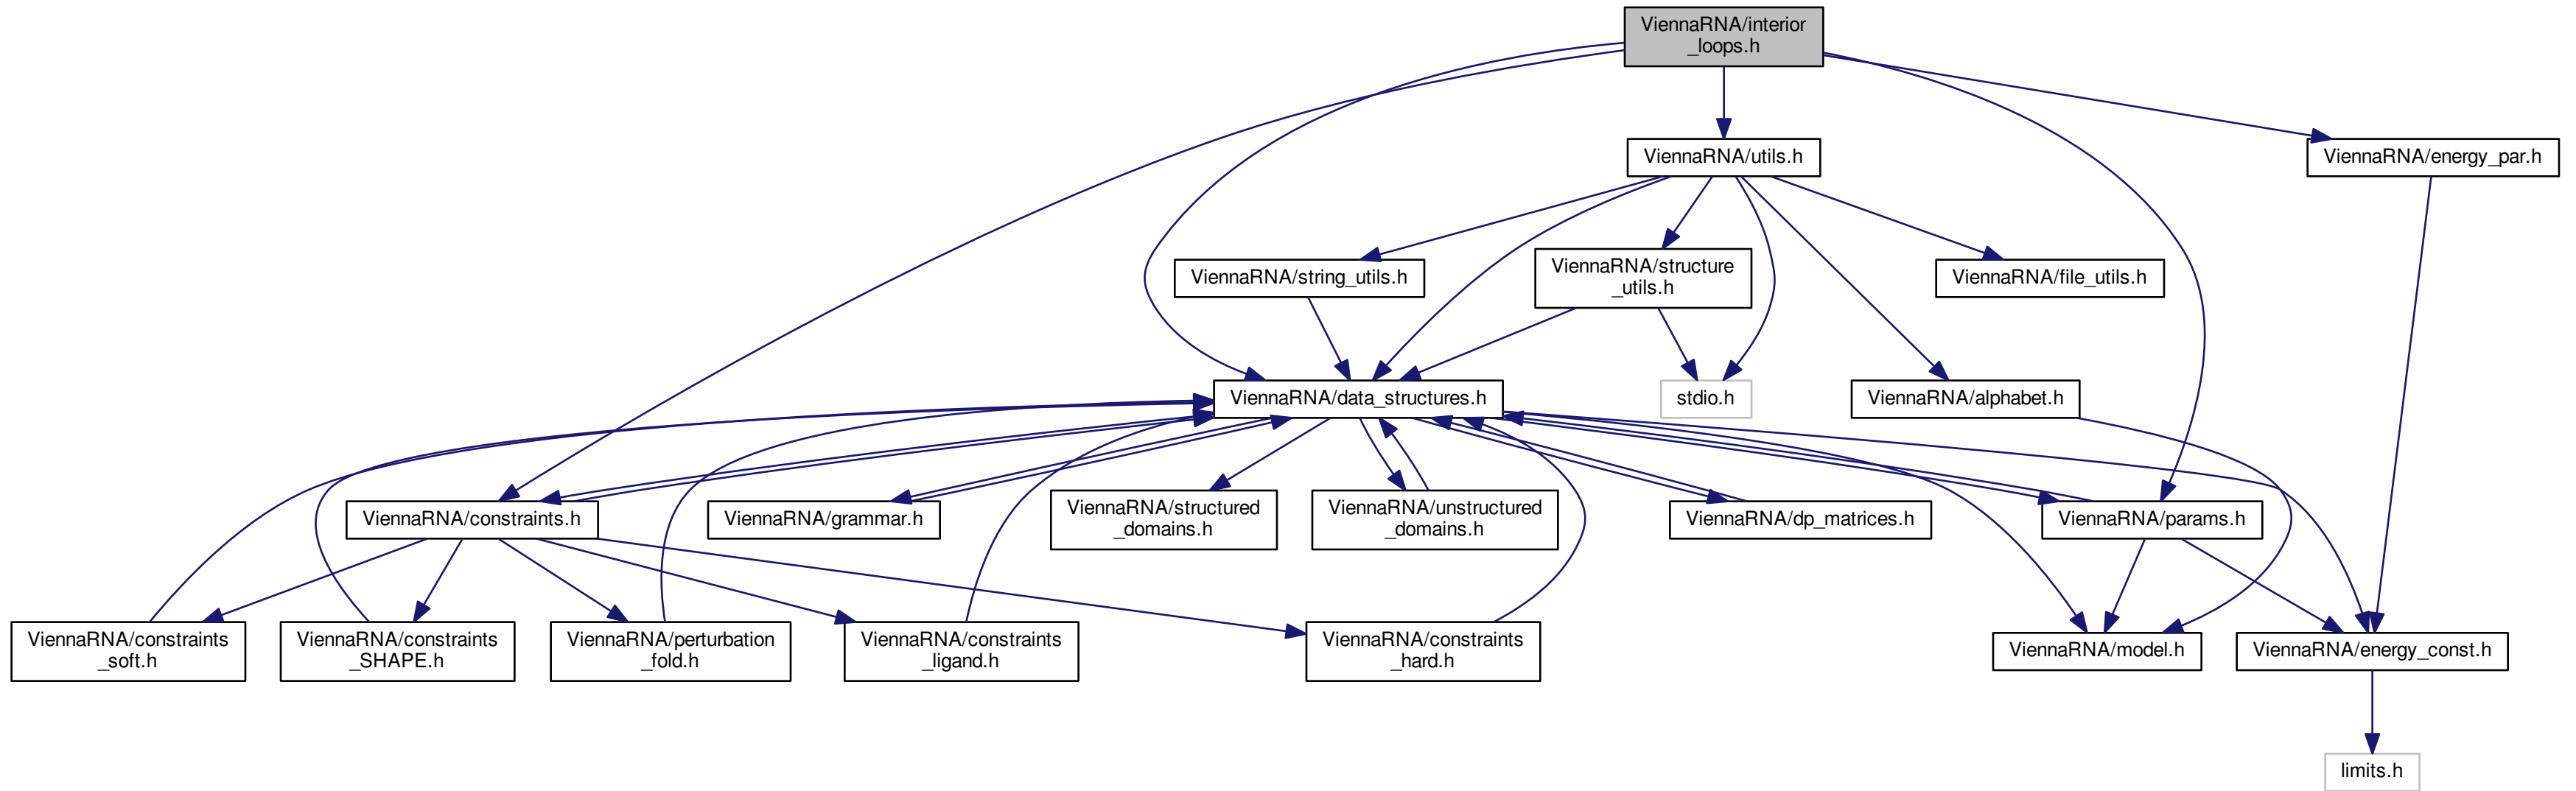 ViennaRNA/interior
_loops.h
ViennaRNA/utils.h
ViennaRNA/energy_par.h
ViennaRNA/string_utils.h
ViennaRNA/structure
_utils.h
ViennaRNA/file_utils.h
ViennaRNA/data_structures.h
stdio.h
ViennaRNA/alphabet.h
ViennaRNA/constraints.h
ViennaRNA/grammar.h
ViennaRNA/structured
_domains.h
ViennaRNA/unstructured
_domains.h
ViennaRNA/dp_matrices.h
ViennaRNA/params.h
ViennaRNA/constraints
_soft.h
ViennaRNA/constraints
_SHAPE.h
ViennaRNA/perturbation
_fold.h
ViennaRNA/constraints
_ligand.h
ViennaRNA/constraints
_hard.h
ViennaRNA/model.h
ViennaRNA/energy_const.h
limits.h